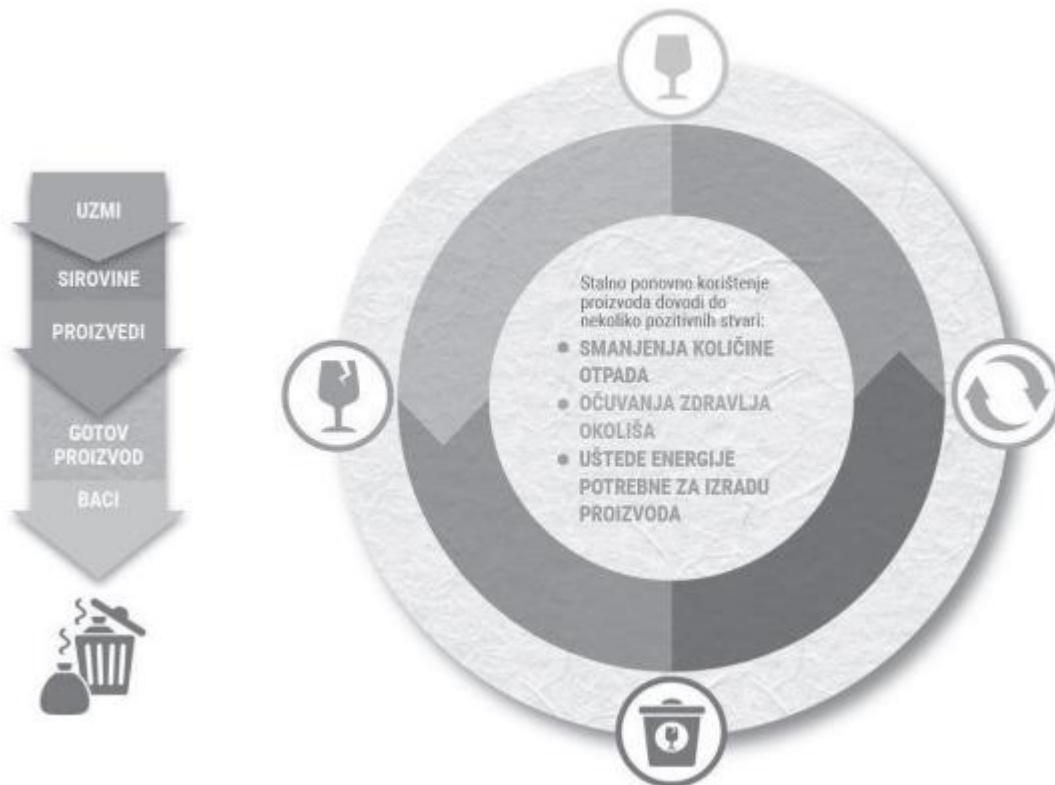 UZMI
SIROVINE
PROIZVEDI
GOTOV
PROIZVOD
BACI
Stalno ponovno korištenje
proizvoda dovodi do
nekoliko pozitivnih stvari:
● SMANJENJA KOLIČINE
OTPADA
● OČUVANJA ZDRAVLJA
OKOLIŠA
● UŠTEDE ENERGIJE
POTREBNE ZA IZRADU
PROIZVODA